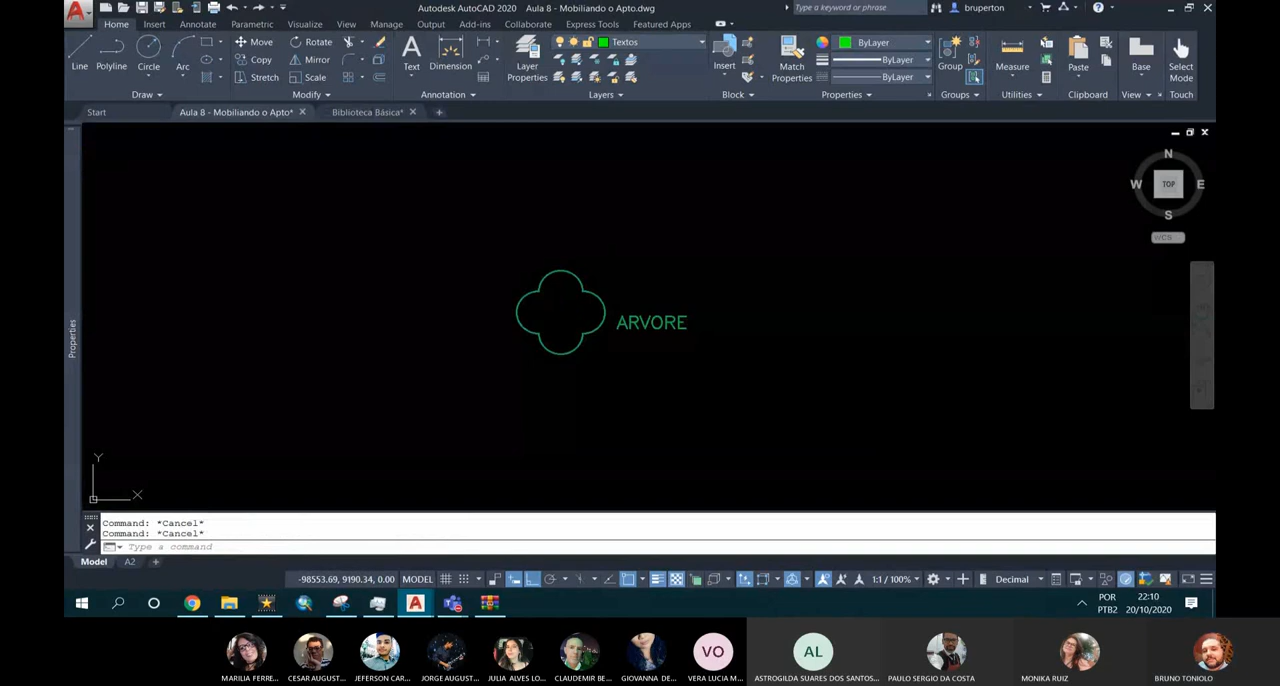 Autodesk AutoCAD 2020 Aula 8 - Mobiliando o Apto.dwg
Type a keyword or phrase
bruperton
Home Insert Annotate Parametric Visualize View Manage Output Add-ins Collaborate Express Tools Featured Apps
Line Polyline Circle Arc
Move Rotate
Copy Mirror
Stretch Scale
Text Dimension
Layer Properties
Textos
Insert
Match Properties
ByLayer
ByLayer
ByLayer
Group
Measure
Paste
Base
Select Mode
Draw Modify Annotation Layers Block Properties Groups Utilities Clipboard View Touch
Start Aula 8 - Mobiliando o Apto* Biblioteca Básica*
N
W TOP E
S
WCS
Properties
ARVORE
Y
X
Command: *Cancel*
Command: *Cancel*
Type a command
Model A2
-98553.69, 9190.34, 0.00 MODEL 1:1 / 100% Decimal
POR
PTB2
22:10
20/10/2020
VO AL
MARILIA FERRE... CESAR AUGUST... JEFERSON CAR... JORGE AUGUST... JULIA ALVES LO... CLAUDEMIR BE... GIOVANNA DE... VERA LUCIA M... ASTROGILDA SUARES DOS SANTOS... PAULO SERGIO DA COSTA MONIKA RUIZ BRUNO TONIOLO